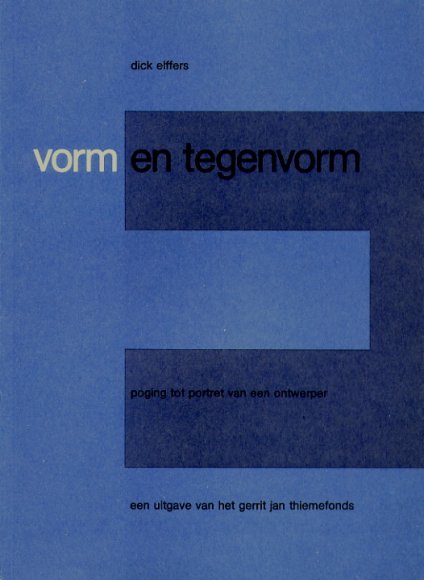 dick elffers
vorm en tegenvorm
poging tot portret van een ontwerper
een uitgave van het gerrit jan thiemefonds